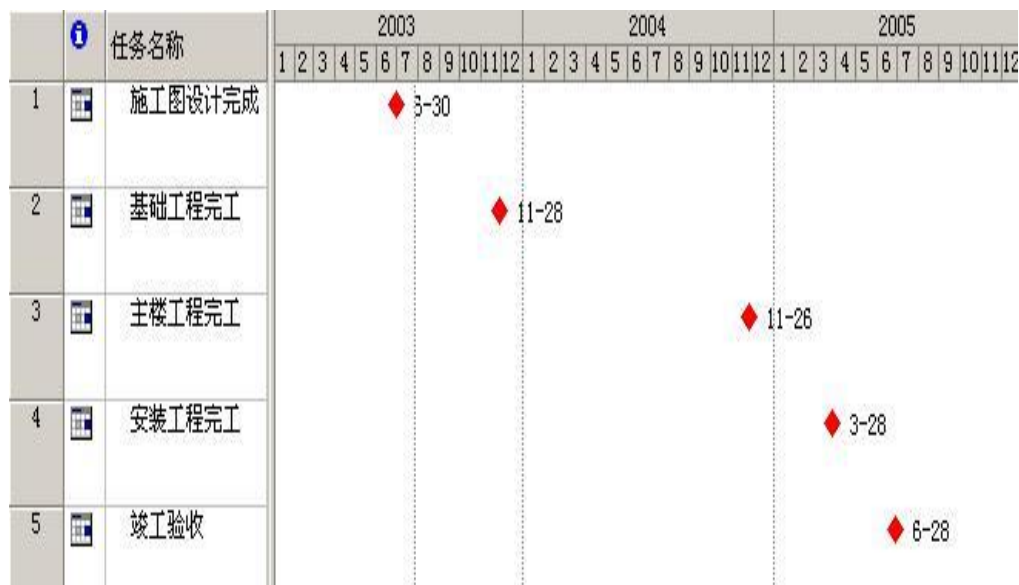 2003 2004 2005
任务名称 1 2 3 4 5 6 7 8 9 10 11 12 1 2 3 4 5 6 7 8 9 10 11 12 1 2 3 4 5 6 7 8 9 10 11 12
1 施工图设计完成 6-30
2 基础工程完工 11-28
3 主楼工程完工 11-26
4 安装工程完工 3-28
5 竣工验收 6-28